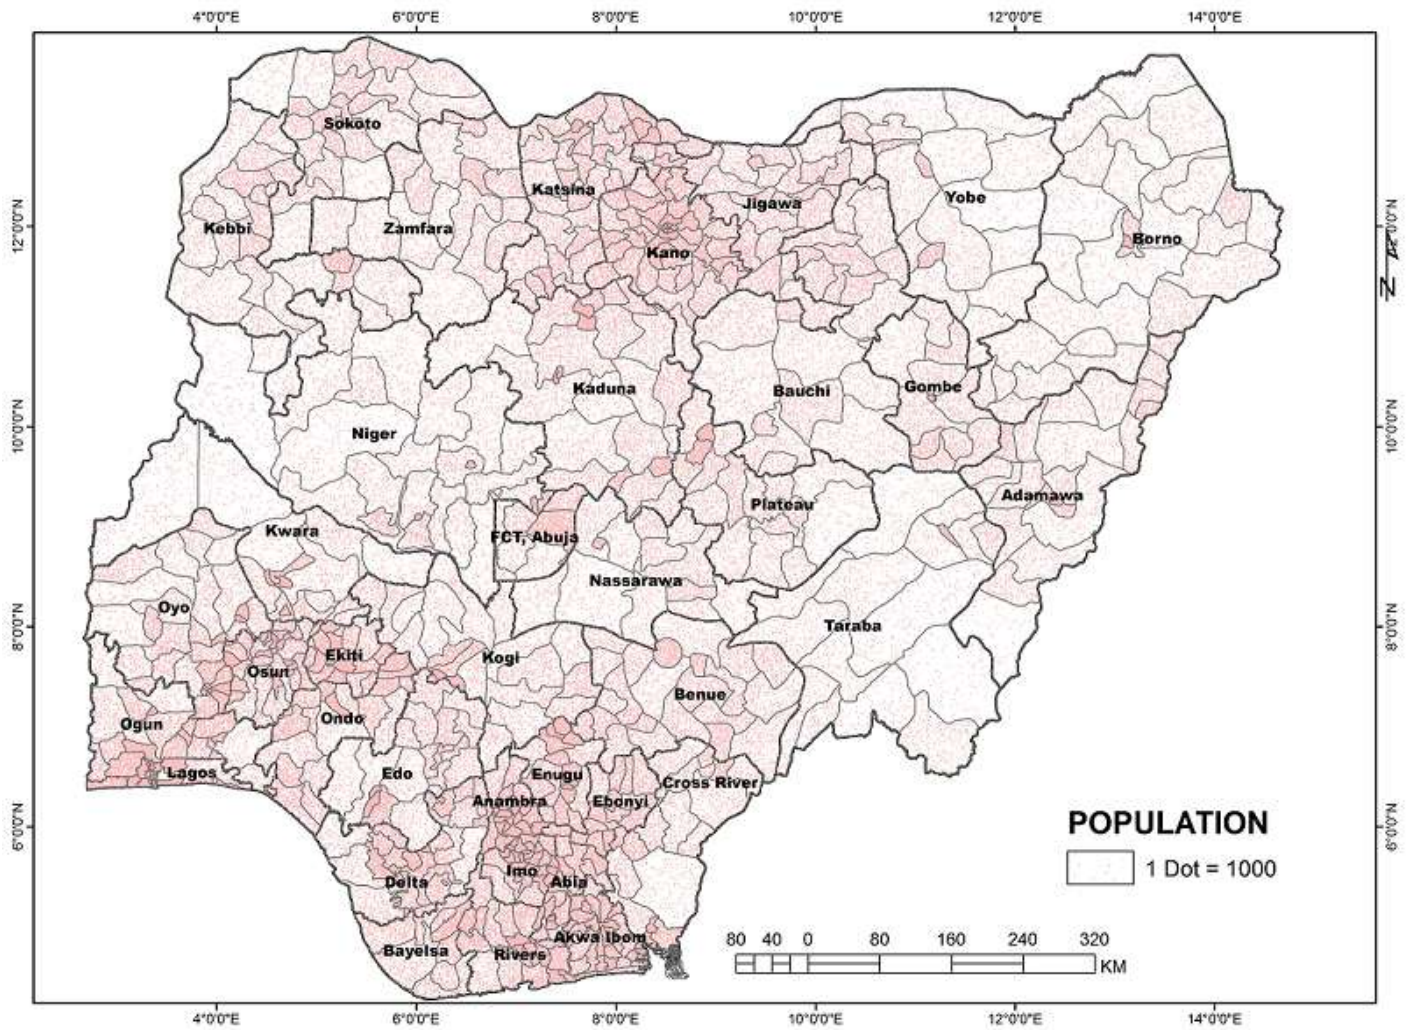 4°0'0"E 6°0'0"E 8°0'0"E 10°0'0"E 12°0'0"E 14°0'0"E
Sokoto
Katsina
Jigawa
Yobe
12°0'0"N
Kebbi
Zamfara
Kano
Borno
12°0'0"N
N
Kaduna
Bauchi
Gombe
10°0'0"N
Niger
10°0'0"N
Plateau
Adamawa
Kwara
FCT, Abuja
Nassarawa
Oyo
8°0'0"N
Taraba
8°0'0"N
Osun
Ekiti
Kogi
Benue
Ogun
Ondo
Lagos
Edo
Enugu
Cross River
Anambra
Ebonyi
6°0'0"N
POPULATION
6°0'0"N
1 Dot = 1000
Delta
Imo
Abia
Bayelsa
Rivers
Akwa Ibom
80 40 0 80 160 240 320
KM
4°0'0"E 6°0'0"E 8°0'0"E 10°0'0"E 12°0'0"E 14°0'0"E